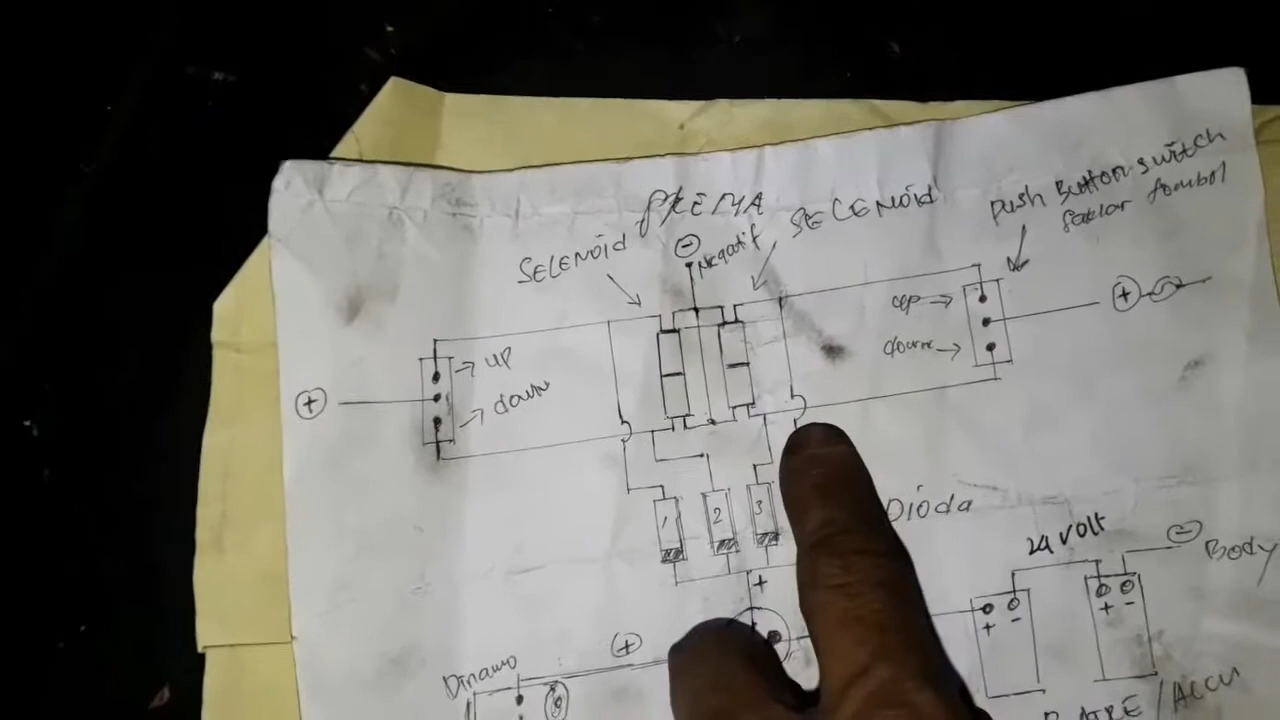 SKEMA
SELENOID
SELENOID
Negatif
push Button switch
Saklar Tombol
up
down
up
down
+
-
+
1
2
3
Dioda
24 volt
-
Body
+
+ -
+ -
+
Dinamo